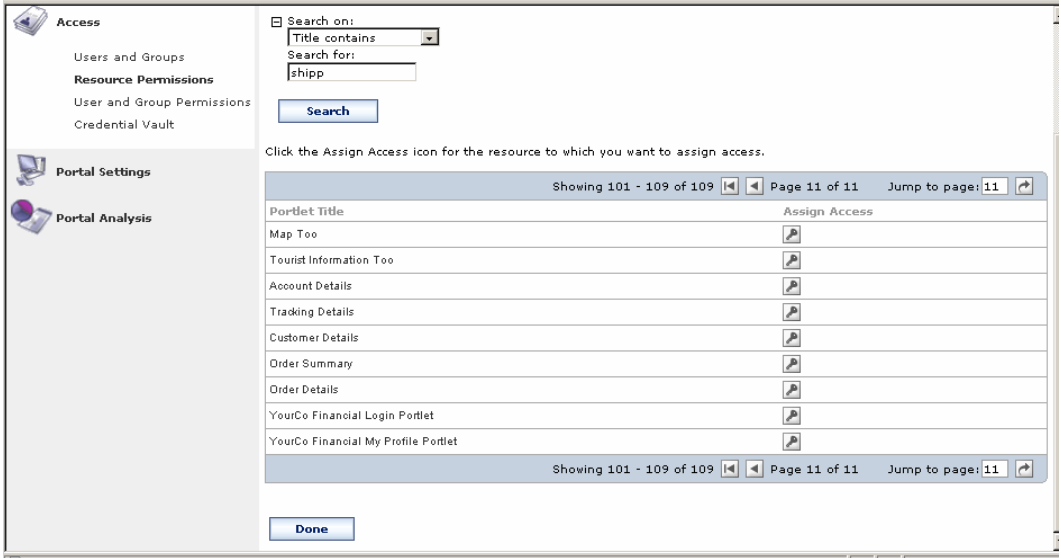 Access
Users and Groups
Resource Permissions
User and Group Permissions
Credential Vault
Portal Settings
Portal Analysis
Search on:
Title contains
Search for:
shipp
Search
Click the Assign Access icon for the resource to which you want to assign access.
Showing 101 - 109 of 109 Page 11 of 11 Jump to page: 11
Portlet Title Assign Access
Map Too
Tourist Information Too
Account Details
Tracking Details
Customer Details
Order Summary
Order Details
YourCo Financial Login Portlet
YourCo Financial My Profile Portlet
Showing 101 - 109 of 109 Page 11 of 11 Jump to page: 11
Done